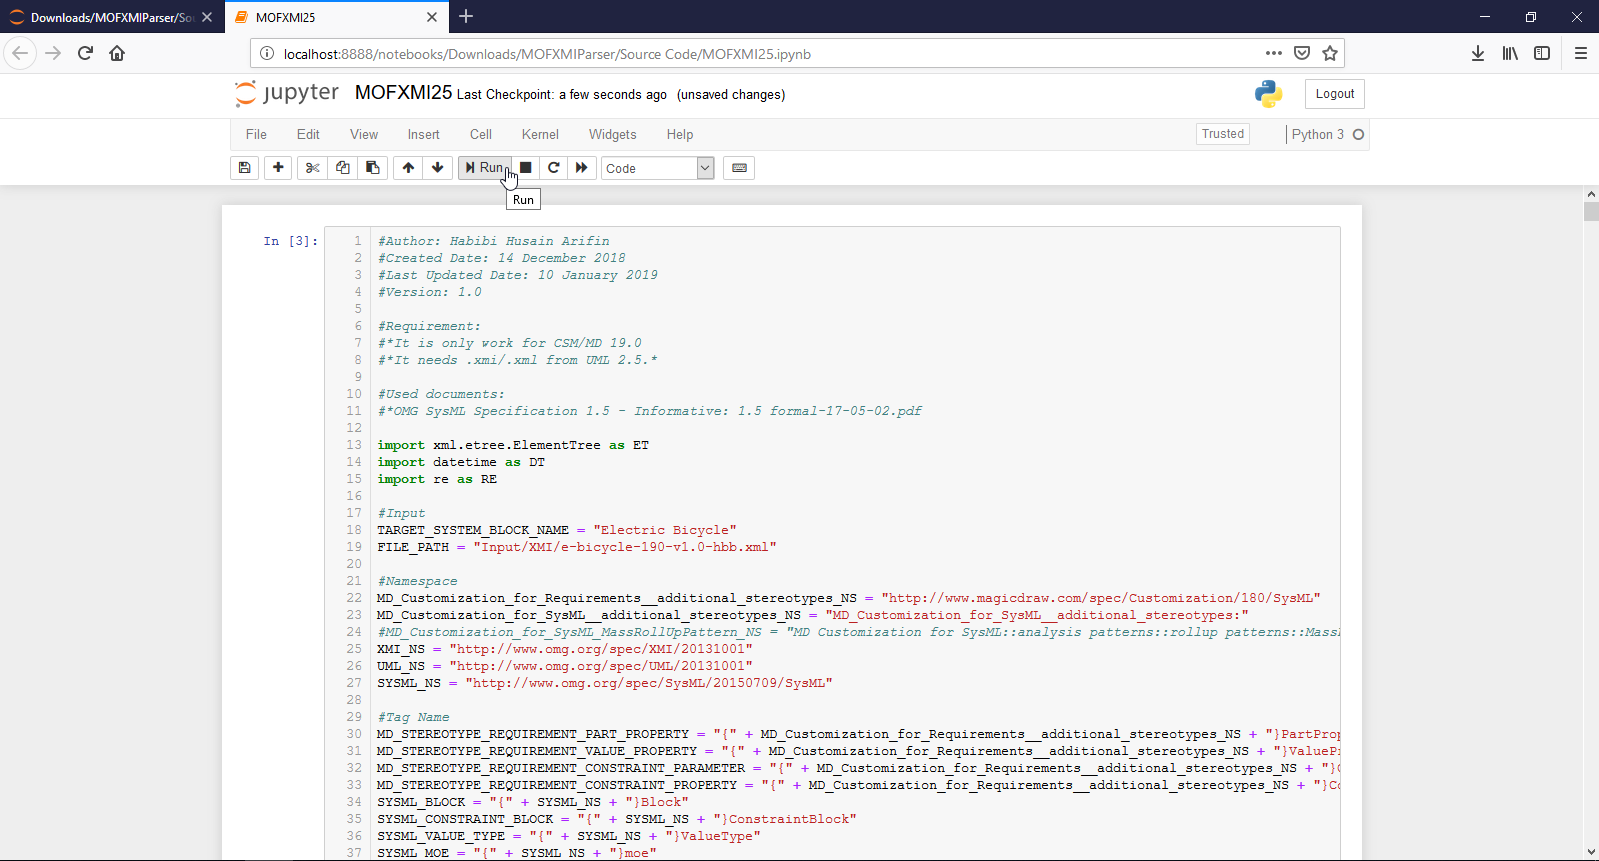 Downloads/MOFXMIParser/Sou
MOFXMI25
localhost:8888/notebooks/Downloads/MOFXMIParser/Source Code/MOFXMI25.ipynb
jupyter MOFXMI25 Last Checkpoint: a few seconds ago (unsaved changes)
Logout
File Edit View Insert Cell Kernel Widgets Help
Trusted
Python 3
Run
Code
Run
In [3]:
1 #Author: Habibi Husain Arifin
2 #Created Date: 14 December 2018
3 #Last Updated Date: 10 January 2019
4 #Version: 1.0
5
6 #Requirement:
7 #*It is only work for CSM/MD 19.0
8 #*It needs .xmi/.xml from UML 2.5.*
9
10 #Used documents:
11 #*OMG SysML Specification 1.5 - Informative: 1.5 formal-17-05-02.pdf
12
13 import xml.etree.ElementTree as ET
14 import datetime as DT
15 import re as RE
16
17 #Input
18 TARGET_SYSTEM_BLOCK_NAME = "Electric Bicycle"
19 FILE_PATH = "Input/XMI/e-bicycle-190-v1.0-hbb.xml"
20
21 #Namespace
22 MD_Customization_for_Requirements__additional_stereotypes_NS = "http://www.magicdraw.com/spec/Customization/180/SysML"
23 MD_Customization_for_SysML__additional_stereotypes_NS = "MD_Customization_for_SysML__additional_stereotypes:"
24 #MD_Customization_for_SysML_MassRollUpPattern_NS = "MD Customization for SysML::analysis patterns::rollup patterns::Mass
25 XMI_NS = "http://www.omg.org/spec/XMI/20131001"
26 UML_NS = "http://www.omg.org/spec/UML/20131001"
27 SYSML_NS = "http://www.omg.org/spec/SysML/20150709/SysML"
28
29 #Tag Name
30 MD_STEREOTYPE_REQUIREMENT_PART_PROPERTY = "{" + MD_Customization_for_Requirements__additional_stereotypes_NS + "}PartProp
31 MD_STEREOTYPE_REQUIREMENT_VALUE_PROPERTY = "{" + MD_Customization_for_Requirements__additional_stereotypes_NS + "}ValueP
32 MD_STEREOTYPE_REQUIREMENT_CONSTRAINT_PARAMETER = "{" + MD_Customization_for_Requirements__additional_stereotypes_NS + "}C
33 MD_STEREOTYPE_REQUIREMENT_CONSTRAINT_PROPERTY = "{" + MD_Customization_for_Requirements__additional_stereotypes_NS + "}Co
34 SYSML_BLOCK = "{" + SYSML_NS + "}Block"
35 SYSML_CONSTRAINT_BLOCK = "{" + SYSML_NS + "}ConstraintBlock"
36 SYSML_VALUE_TYPE = "{" + SYSML_NS + "}ValueType"
37 SYSML_MOE = "{" + SYSML_NS + "}moe"